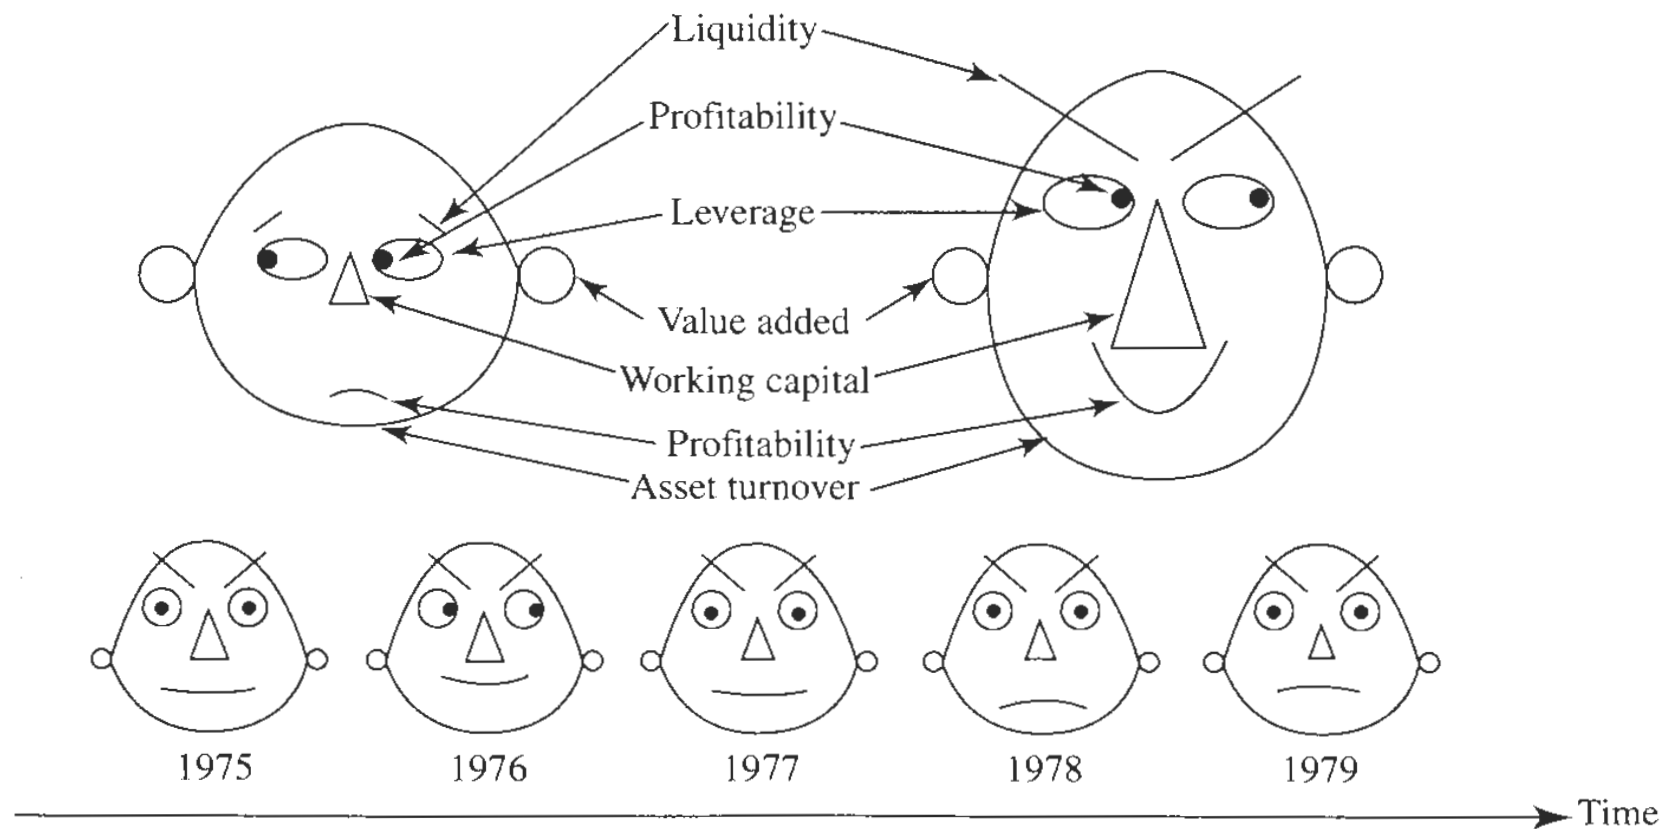 Liquidity
Profitability
Leverage
Value added
Working capital
Profitability
Asset turnover
1975
1976
1977
1978
1979
Time